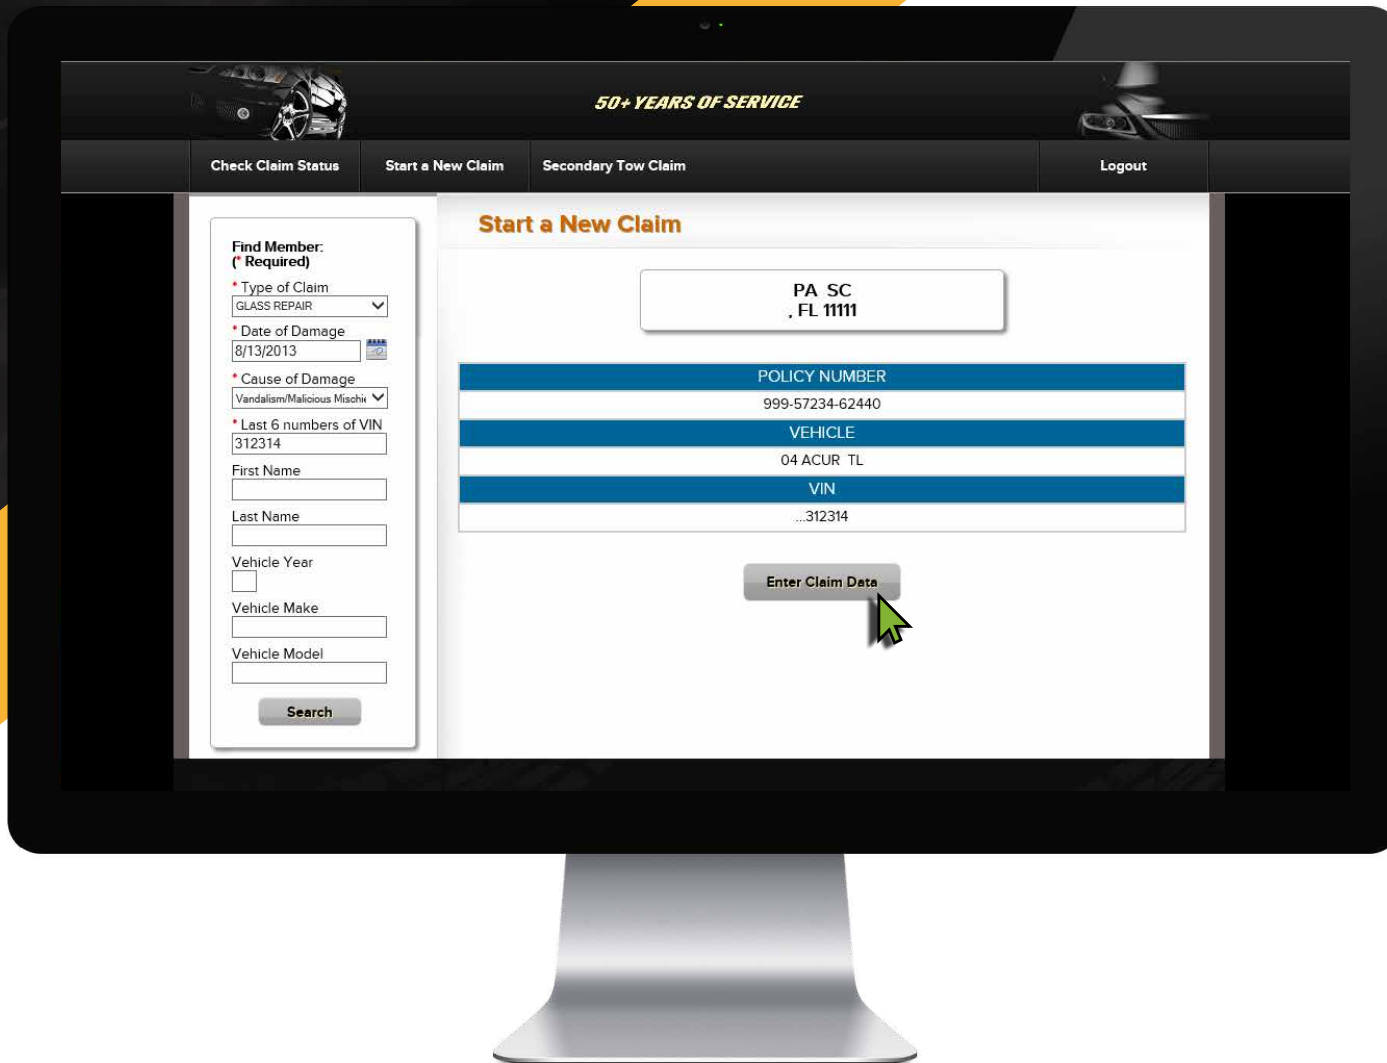 50+ YEARS OF SERVICE
Check Claim Status
Start a New Claim
Secondary Tow Claim
Logout
Find Member:
(* Required)
* Type of Claim
GLASS REPAIR
* Date of Damage
8/13/2013
* Cause of Damage
Vandalism/Malicious Mischie
* Last 6 numbers of VIN
312314
First Name
Last Name
Vehicle Year
Vehicle Make
Vehicle Model
Search
Start a New Claim
PA SC
, FL 11111
POLICY NUMBER
999-57234-62440
VEHICLE
04 ACUR TL
VIN
...312314
Enter Claim Data